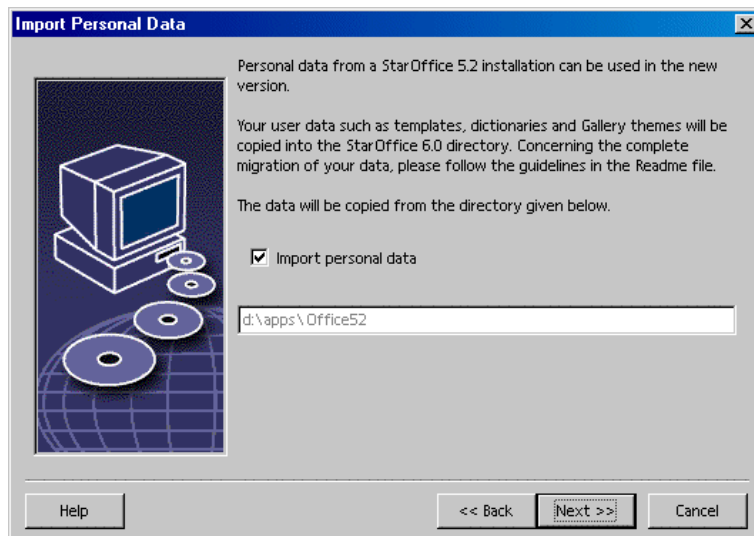 Import Personal Data
Personal data from a StarOffice 5.2 installation can be used in the new
version.
Your user data such as templates, dictionaries and Gallery themes will be
copied into the StarOffice 6.0 directory. Concerning the complete
migration of your data, please follow the guidelines in the Readme file.
The data will be copied from the directory given below.
Import personal data
d:\apps\Office52
Help
<< Back
Next >>
Cancel